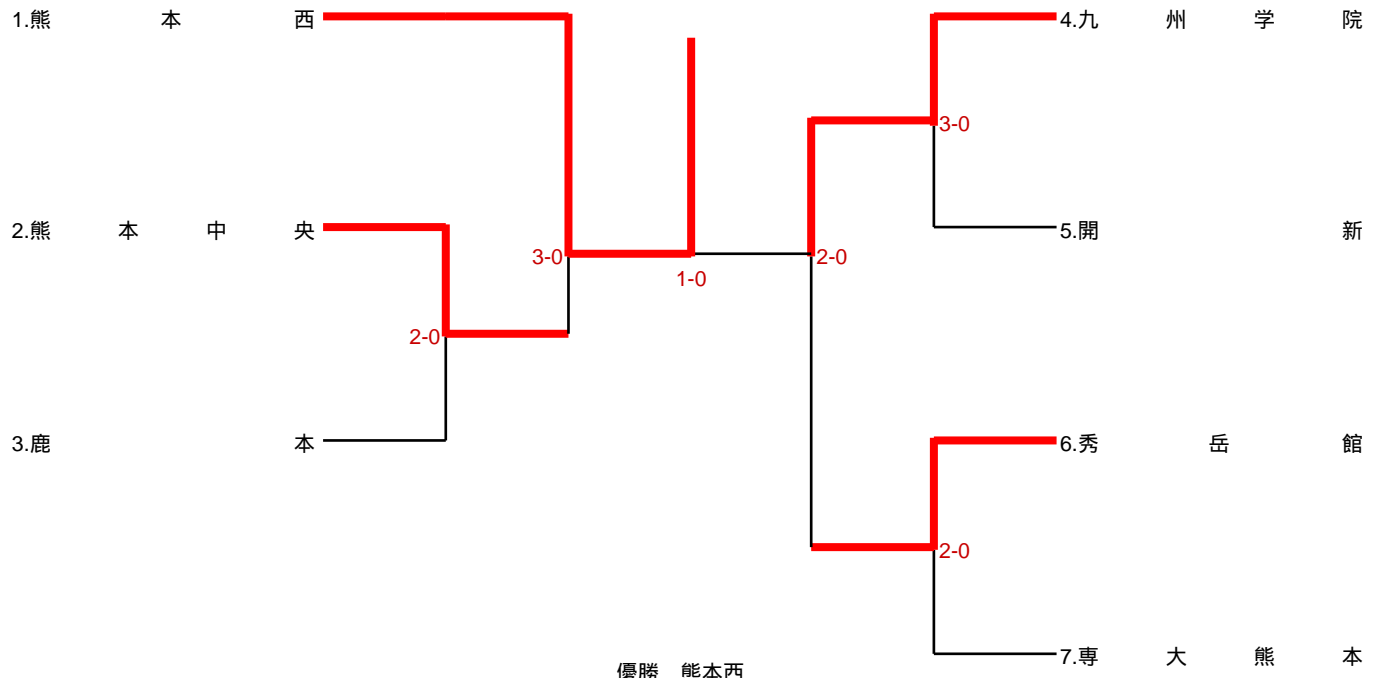 1.熊本西
4.九州学院
3-0
2.熊本中央
5.開新
3-0
2-0
1-0
2-0
3.鹿本
6.秀岳館
2-0
7.専大熊本
優勝 熊本西